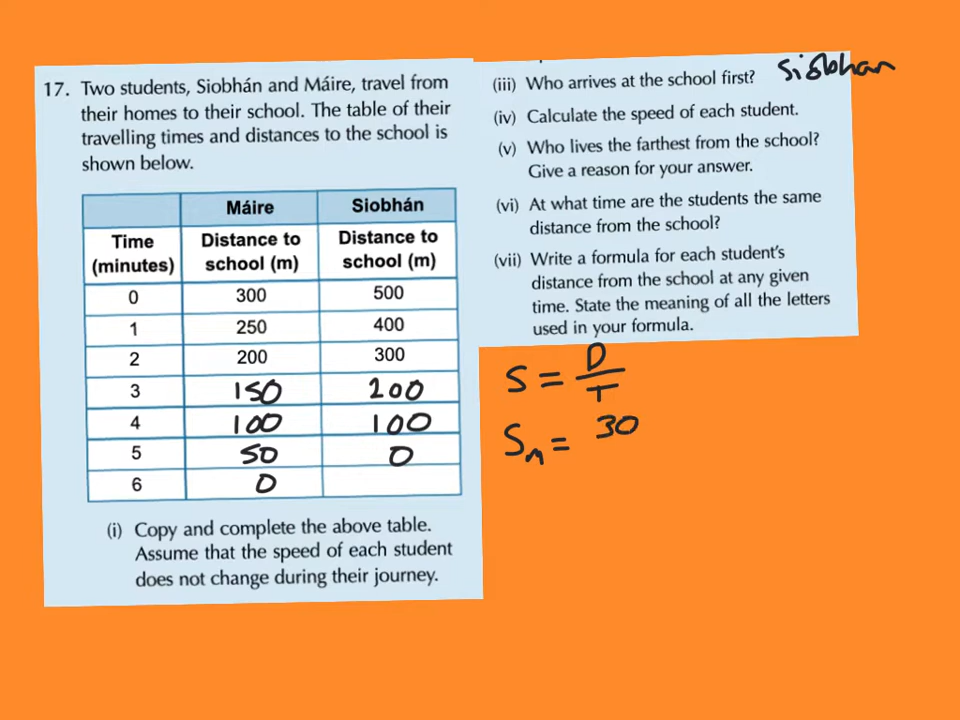 17. Two students, Siobhán and Máire, travel from
their homes to their school. The table of their
travelling times and distances to the school is
shown below.
Máire Siobhán
Time (minutes) Distance to school (m) Distance to school (m)
0 300 500
1 250 400
2 200 300
3 150 200
4 100 100
5 50 0
6 0
(i) Copy and complete the above table.
Assume that the speed of each student
does not change during their journey.
(iii) Who arrives at the school first? Siobhan
(iv) Calculate the speed of each student.
(v) Who lives the farthest from the school?
Give a reason for your answer.
(vi) At what time are the students the same
distance from the school?
(vii) Write a formula for each student's
distance from the school at any given
time. State the meaning of all the letters
used in your formula.
S = D/T
Sm = 30